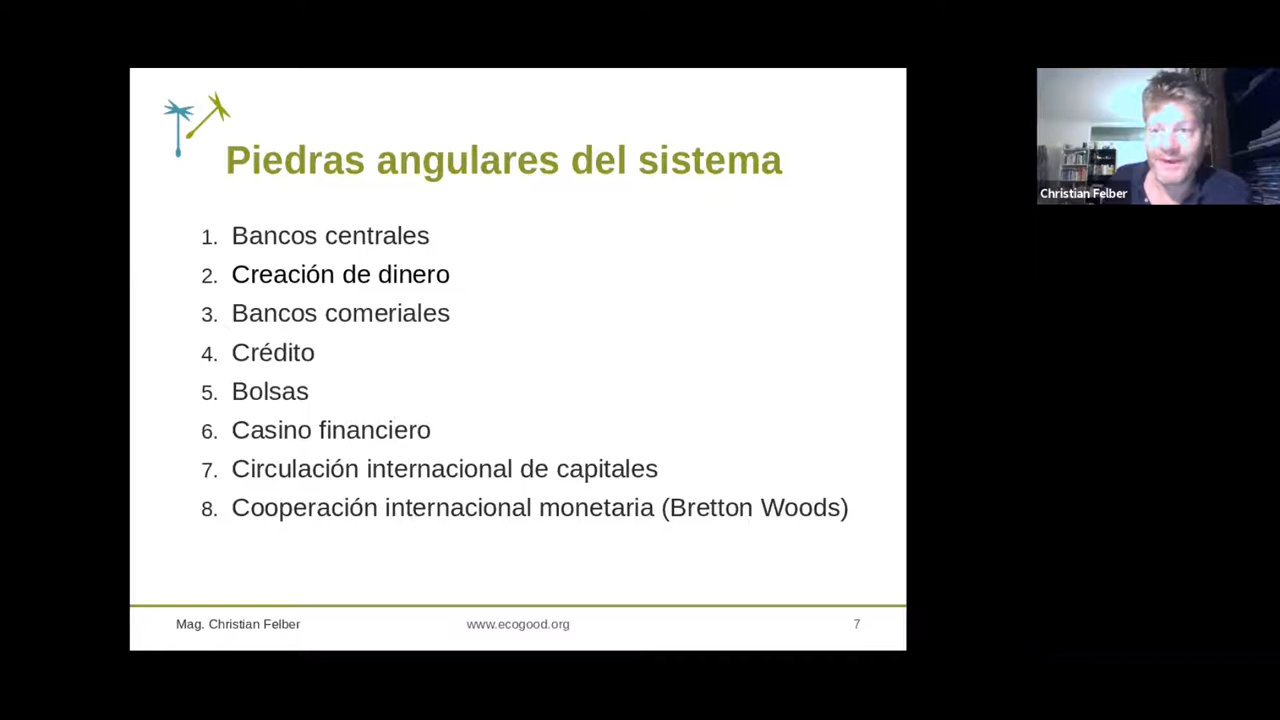 Piedras angulares del sistema
1. Bancos centrales
2. Creación de dinero
3. Bancos comeriales
4. Crédito
5. Bolsas
6. Casino financiero
7. Circulación internacional de capitales
8. Cooperación internacional monetaria (Bretton Woods)
Mag. Christian Felber www.ecogood.org 7
Christian Felber